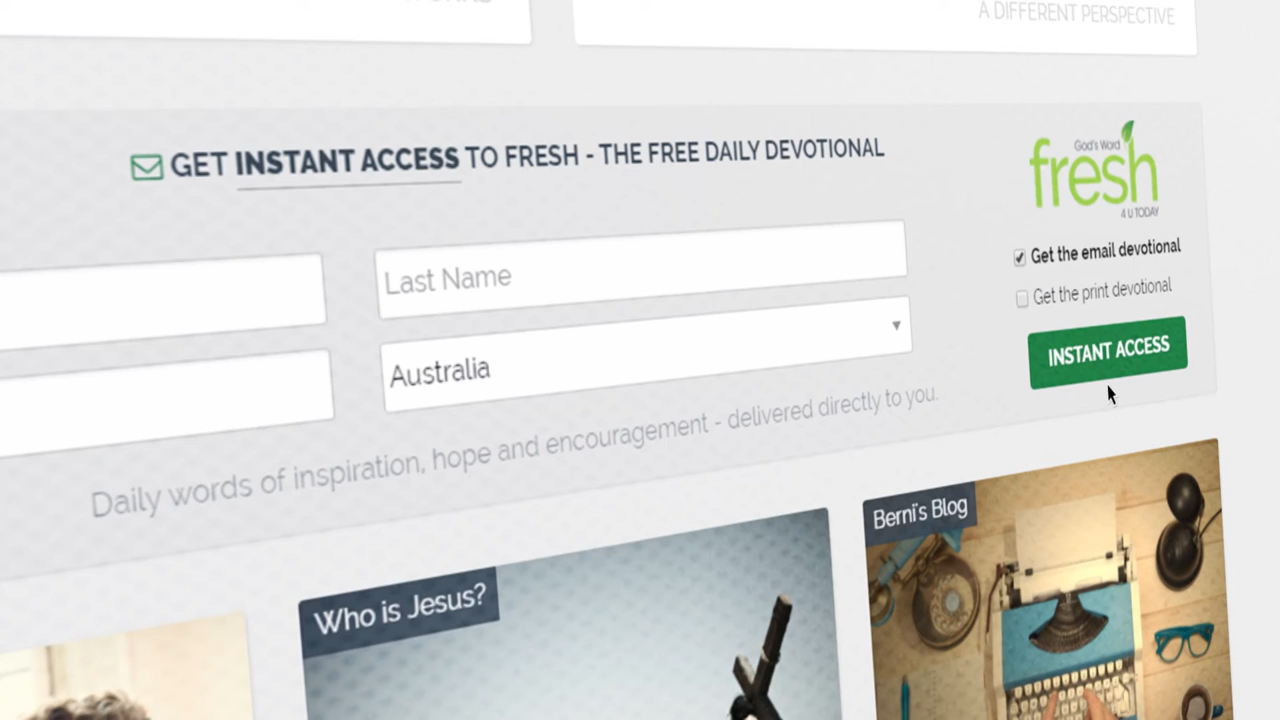 A DIFFERENT PERSPECTIVE
GET INSTANT ACCESS TO FRESH - THE FREE DAILY DEVOTIONAL
God's Word
fresh
4 U TODAY
Last Name
Get the email devotional
Get the print devotional
Australia
INSTANT ACCESS
Daily words of inspiration, hope and encouragement - delivered directly to you.
Who is Jesus?
Berni's Blog